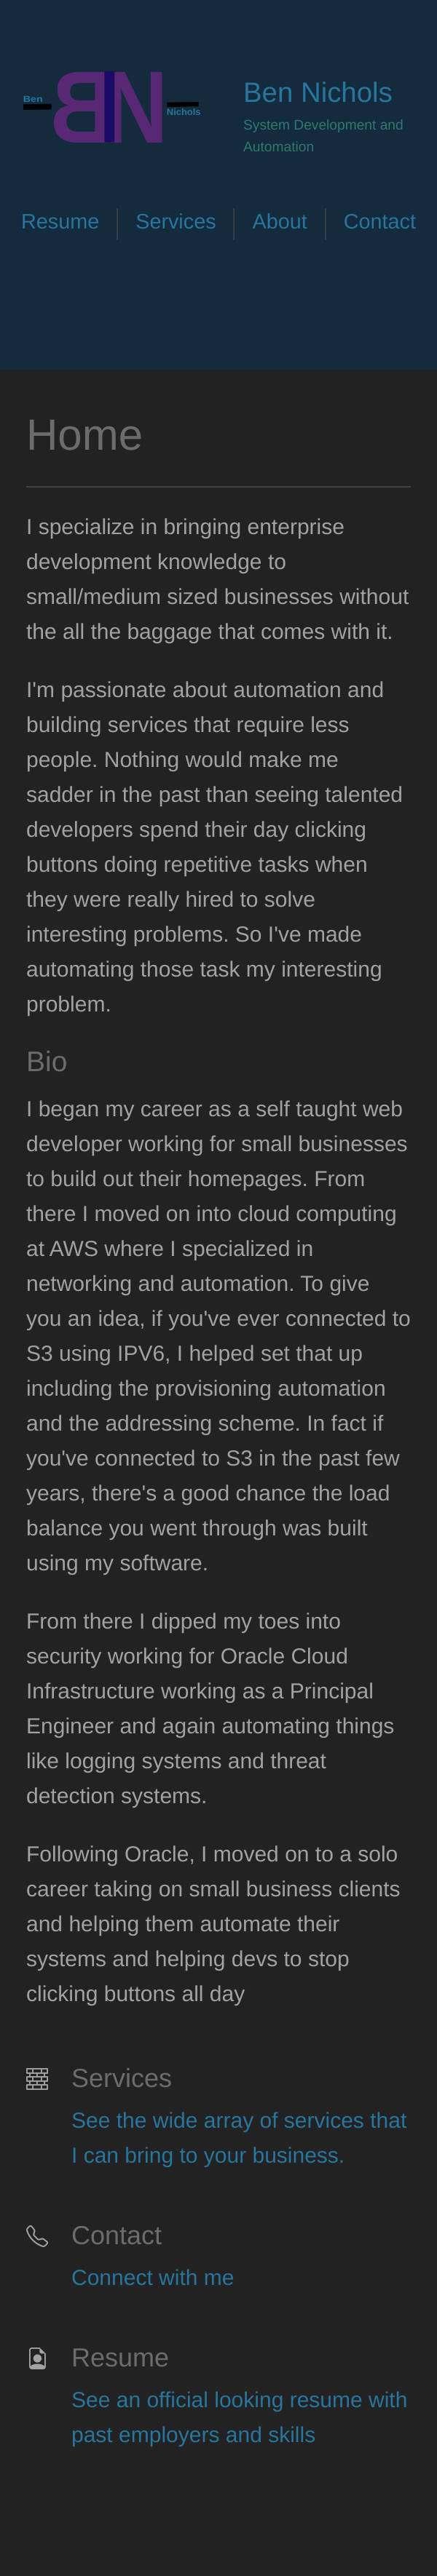 Ben
BN
Nichols
Ben Nichols
System Development and
Automation
Resume
Services
About
Contact
Home
I specialize in bringing enterprise
development knowledge to
small/medium sized businesses without
the all the baggage that comes with it.
I'm passionate about automation and
building services that require less
people. Nothing would make me
sadder in the past than seeing talented
developers spend their day clicking
buttons doing repetitive tasks when
they were really hired to solve
interesting problems. So I've made
automating those task my interesting
problem.
Bio
I began my career as a self taught web
developer working for small businesses
to build out their homepages. From
there I moved on into cloud computing
at AWS where I specialized in
networking and automation. To give
you an idea, if you've ever connected to
S3 using IPV6, I helped set that up
including the provisioning automation
and the addressing scheme. In fact if
you've connected to S3 in the past few
years, there's a good chance the load
balance you went through was built
using my software.
From there I dipped my toes into
security working for Oracle Cloud
Infrastructure working as a Principal
Engineer and again automating things
like logging systems and threat
detection systems.
Following Oracle, I moved on to a solo
career taking on small business clients
and helping them automate their
systems and helping devs to stop
clicking buttons all day
Services
See the wide array of services that
I can bring to your business.
Contact
Connect with me
Resume
See an official looking resume with
past employers and skills